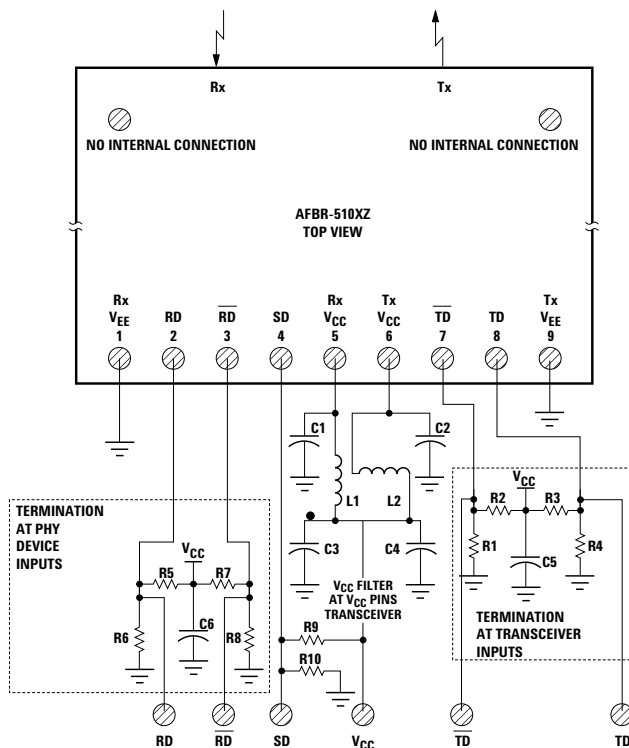 Rx Tx
NO INTERNAL CONNECTION NO INTERNAL CONNECTION
AFBR-510XZ
TOP VIEW
Rx VEE 1
RD 2
RD 3
SD 4
Rx VCC 5
Tx VCC 6
TD 7
TD 8
Tx VEE 9
C1 C2
L1 L2
C3 C4
VCC FILTER
AT VCC PINS
TRANSCEIVER
R9
R10
TERMINATION
AT PHY
DEVICE
INPUTS
VCC
R5 R7
R6 C6 R8
VCC
R2 R3
R1 C5 R4
TERMINATION
AT TRANSCEIVER
INPUTS
RD RD SD VCC TD TD